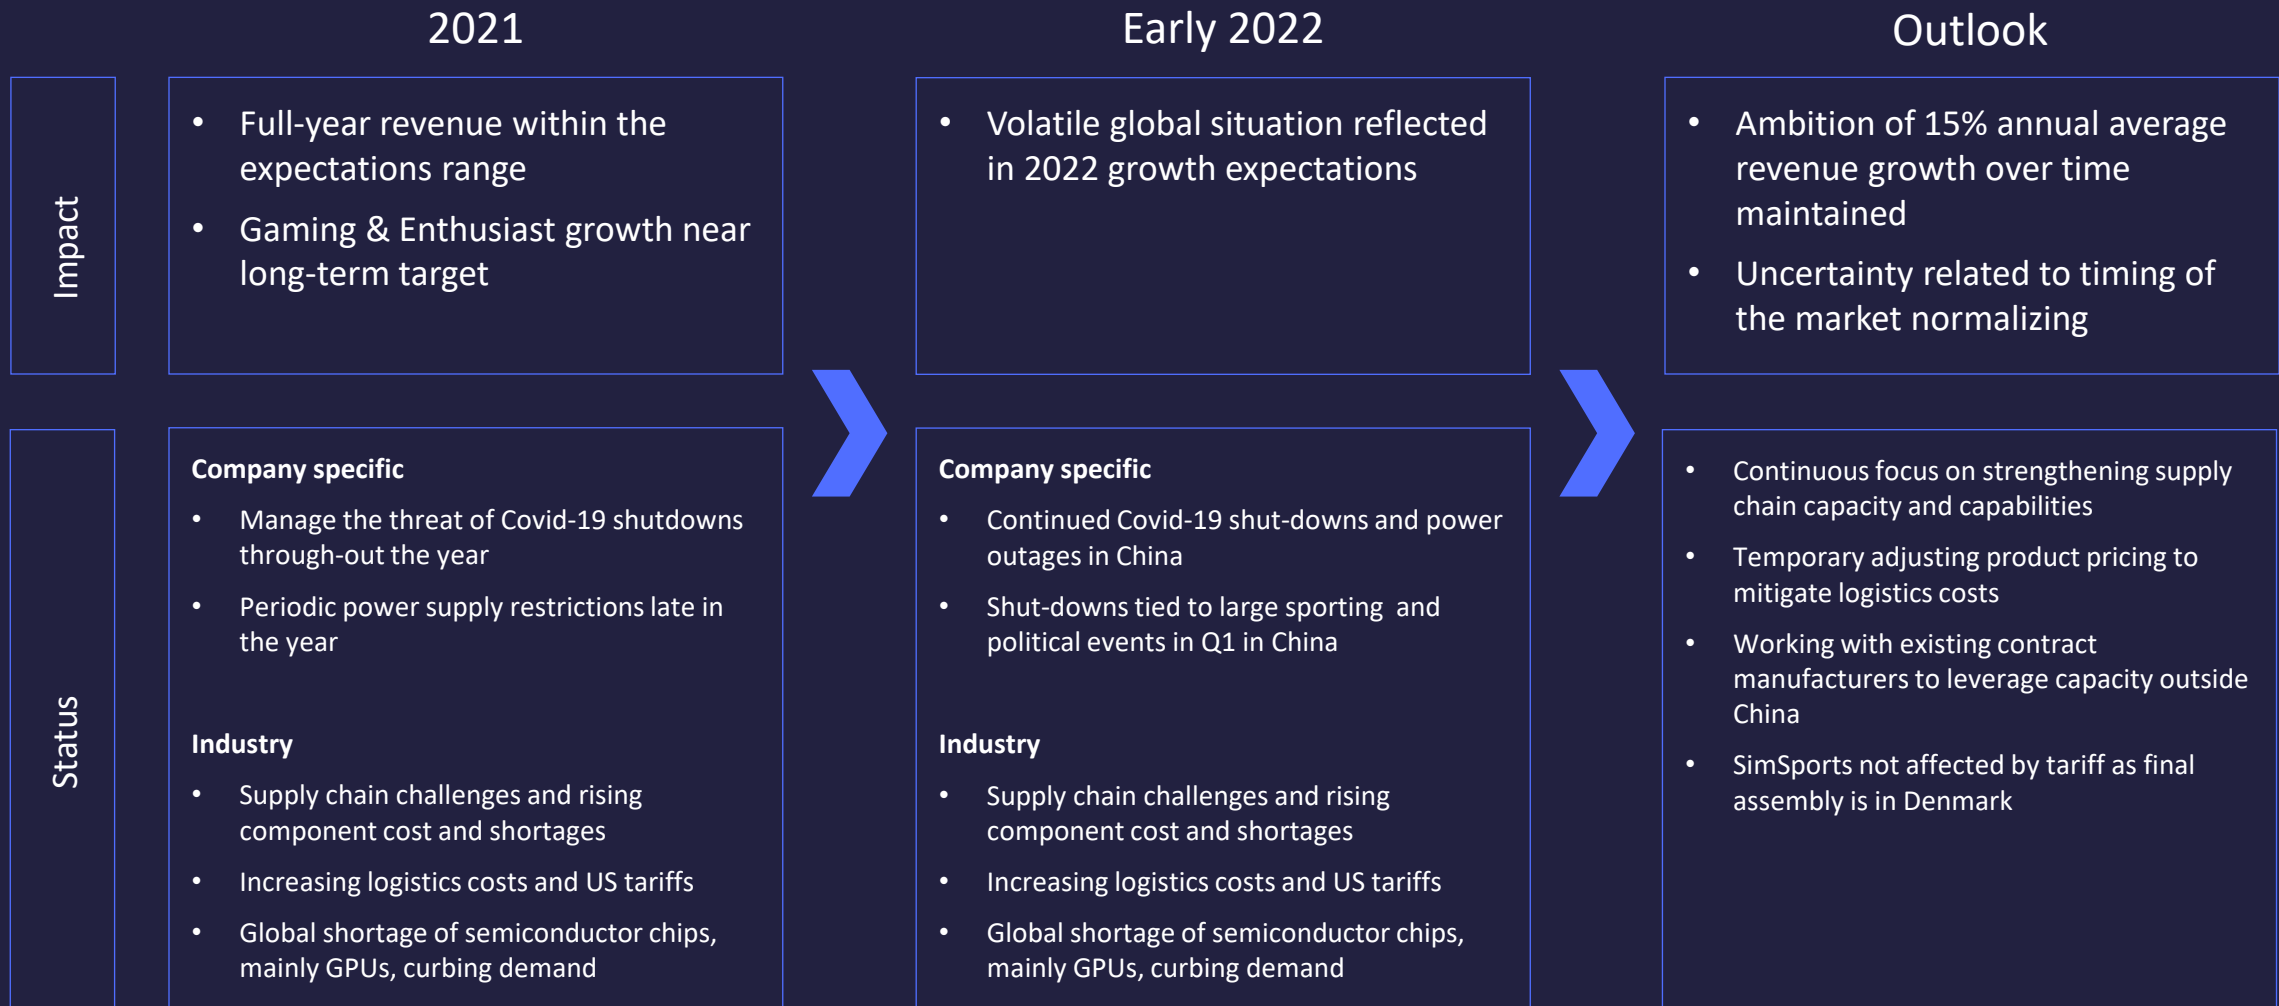 2021
Early 2022
Outlook
Impact
• Full-year revenue within the
expectations range
• Gaming & Enthusiast growth near
long-term target
• Volatile global situation reflected
in 2022 growth expectations
• Ambition of 15% annual average
revenue growth over time
maintained
• Uncertainty related to timing of
the market normalizing
Status
Company specific
• Manage the threat of Covid-19 shutdowns
through-out the year
• Periodic power supply restrictions late in
the year
Industry
• Supply chain challenges and rising
component cost and shortages
• Increasing logistics costs and US tariffs
• Global shortage of semiconductor chips,
mainly GPUs, curbing demand
Company specific
• Continued Covid-19 shut-downs and power
outages in China
• Shut-downs tied to large sporting and
political events in Q1 in China
Industry
• Supply chain challenges and rising
component cost and shortages
• Increasing logistics costs and US tariffs
• Global shortage of semiconductor chips,
mainly GPUs, curbing demand
• Continuous focus on strengthening supply
chain capacity and capabilities
• Temporary adjusting product pricing to
mitigate logistics costs
• Working with existing contract
manufacturers to leverage capacity outside
China
• SimSports not affected by tariff as final
assembly is in Denmark